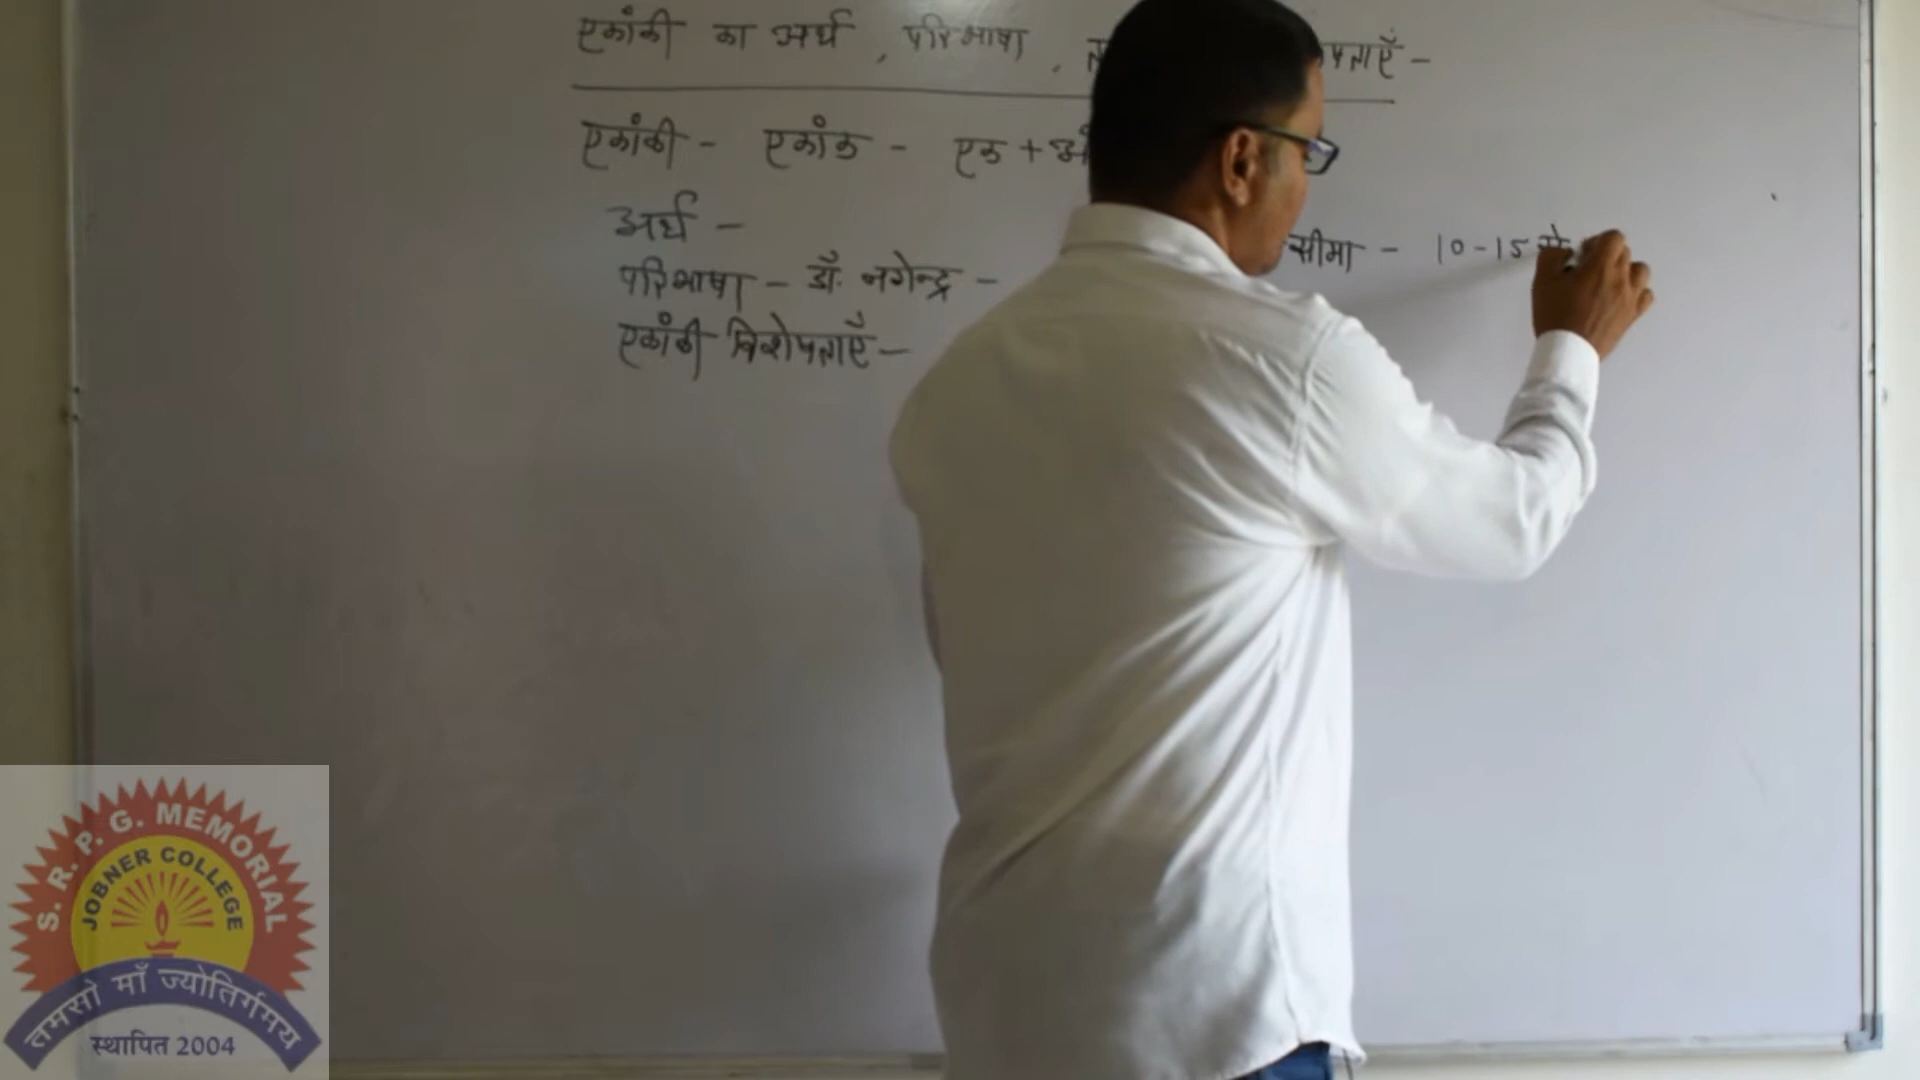 एकांकी का अर्थ, परिभाषा,
एकांकी - एकांक - एक +
अर्थ -
सीमा - 10-15
परिभाषा - डॉ. नगेन्द्र -
एकांकी विशेषताएँ -
S. R. P. G. MEMORIAL
JOBNER COLLEGE
तमसो माँ ज्योतिर्गमय
स्थापित 2004